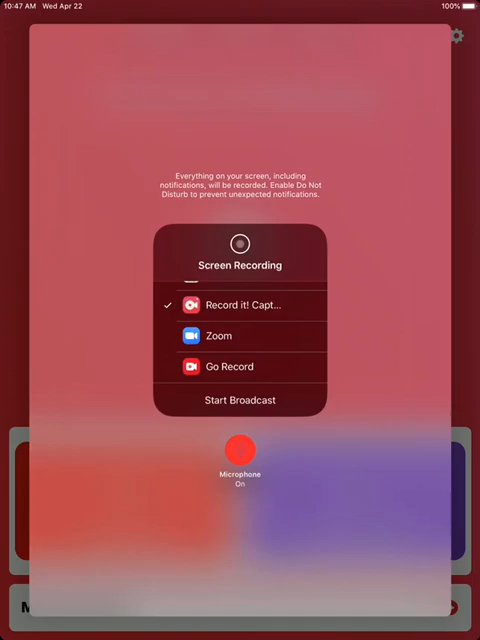 10:47 AM Wed Apr 22
100%
Everything on your screen, including
notifications, will be recorded. Enable Do Not
Disturb to prevent unexpected notifications.
Screen Recording
Record it! Capt...
Zoom
Go Record
Start Broadcast
Microphone
On